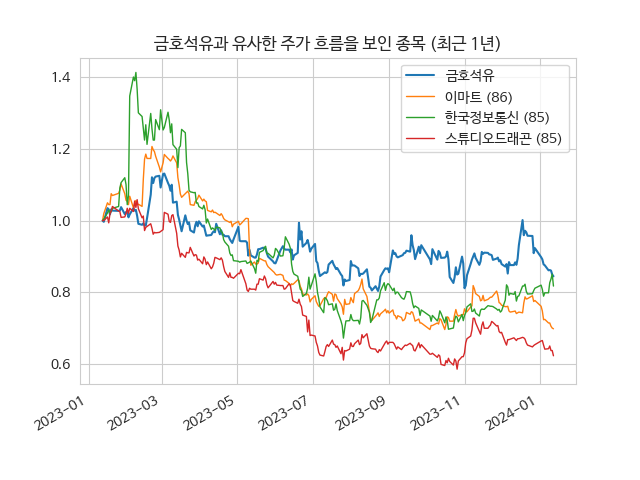 금호석유과 유사한 주가 흐름을 보인 종목 (최근 1년)
금호석유
이마트 (86)
한국정보통신 (85)
스튜디오드래곤 (85)
1.4
1.2
1.0
0.8
0.6
2023-01
2023-03
2023-05
2023-07
2023-09
2023-11
2024-01